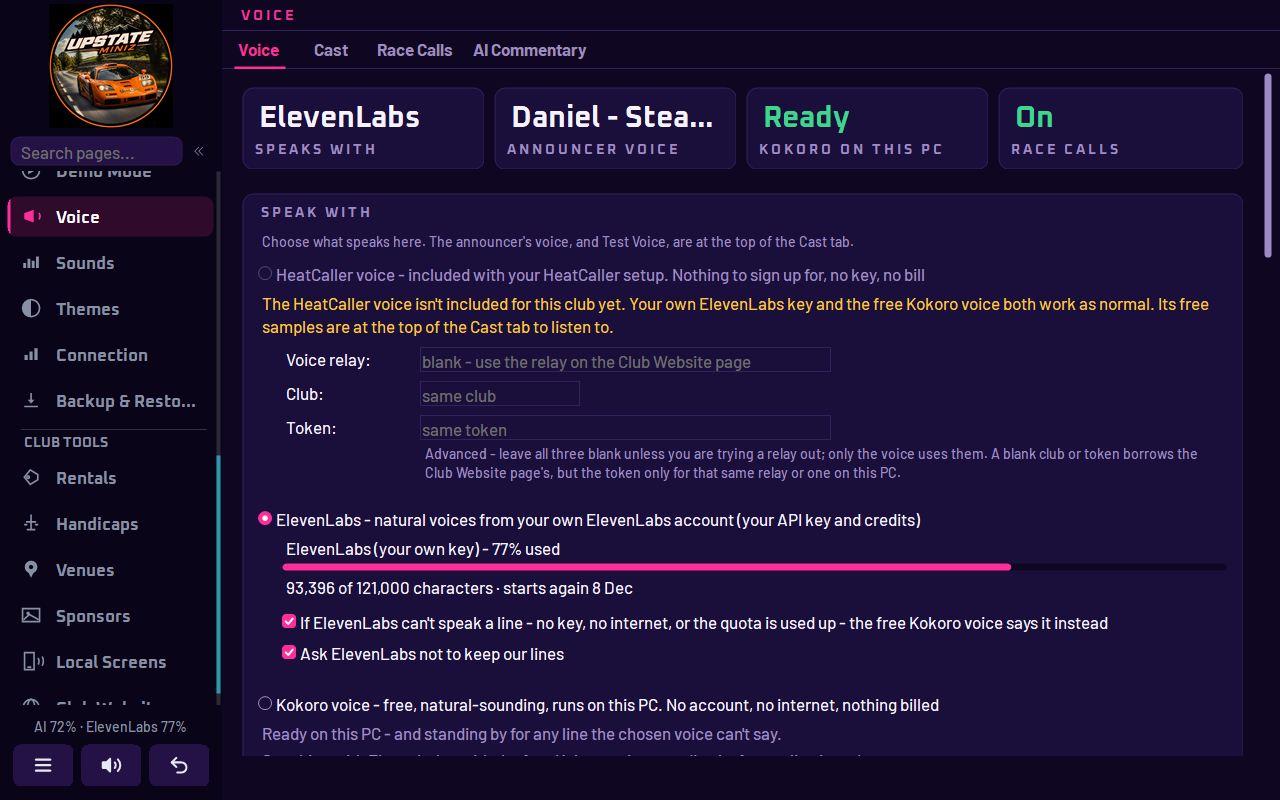 VOICE
Voice
Cast
Race Calls
AI Commentary
UPSTATE
MINIZ
Search pages...
Demo Mode
Voice
Sounds
Themes
Connection
Backup & Resto...
CLUB TOOLS
Rentals
Handicaps
Venues
Sponsors
Local Screens
AI 72% · ElevenLabs 77%
ElevenLabs
SPEAKS WITH
Daniel - Stea...
ANNOUNCER VOICE
Ready
KOKORO ON THIS PC
On
RACE CALLS
SPEAK WITH
Choose what speaks here. The announcer's voice, and Test Voice, are at the top of the Cast tab.
HeatCaller voice - included with your HeatCaller setup. Nothing to sign up for, no key, no bill
The HeatCaller voice isn't included for this club yet. Your own ElevenLabs key and the free Kokoro voice both work as normal. Its free
samples are at the top of the Cast tab to listen to.
Voice relay:
blank - use the relay on the Club Website page
Club:
same club
Token:
same token
Advanced - leave all three blank unless you are trying a relay out; only the voice uses them. A blank club or token borrows the
Club Website page's, but the token only for that same relay or one on this PC.
ElevenLabs - natural voices from your own ElevenLabs account (your API key and credits)
ElevenLabs (your own key) - 77% used
93,396 of 121,000 characters · starts again 8 Dec
If ElevenLabs can't speak a line - no key, no internet, or the quota is used up - the free Kokoro voice says it instead
Ask ElevenLabs not to keep our lines
Kokoro voice - free, natural-sounding, runs on this PC. No account, no internet, nothing billed
Ready on this PC - and standing by for any line the chosen voice can't say.